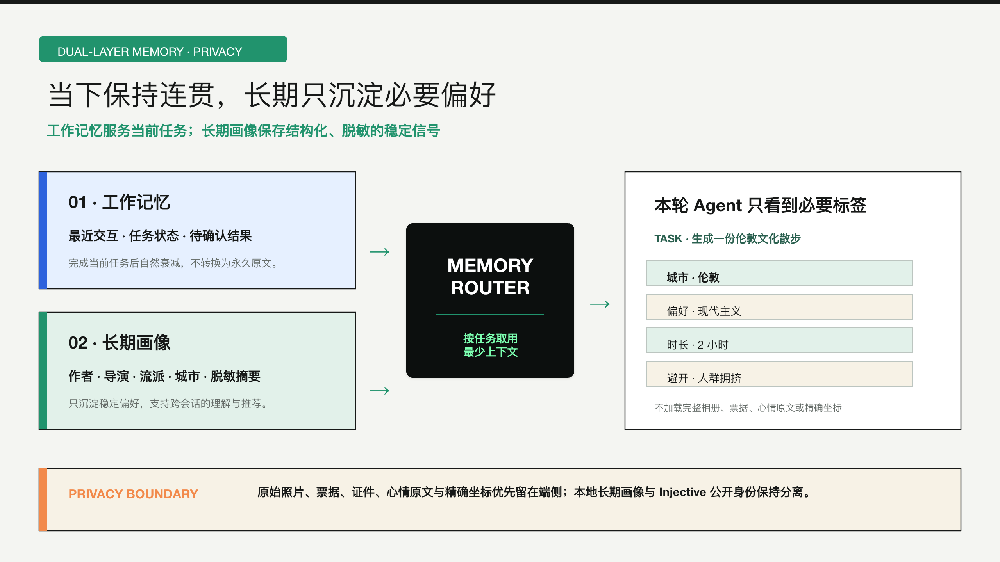 DUAL-LAYER MEMORY · PRIVACY
当下保持连贯，长期只沉淀必要偏好
工作记忆服务当前任务；长期画像保存结构化、脱敏的稳定信号
01 · 工作记忆
最近交互 · 任务状态 · 待确认结果
完成当前任务后自然衰减，不转换为永久原文。
→
02 · 长期画像
作者 · 导演 · 流派 · 城市 · 脱敏摘要
只沉淀稳定偏好，支持跨会话的理解与推荐。
→
MEMORY
ROUTER
按任务取用
最少上下文
→
本轮 Agent 只看到必要标签
TASK · 生成一份伦敦文化散步
城市 · 伦敦
偏好 · 现代主义
时长 · 2 小时
避开 · 人群拥挤
不加载完整相册、票据、心情原文或精确坐标
PRIVACY BOUNDARY
原始照片、票据、证件、心情原文与精确坐标优先留在端侧；本地长期画像与 Injective 公开身份保持分离。